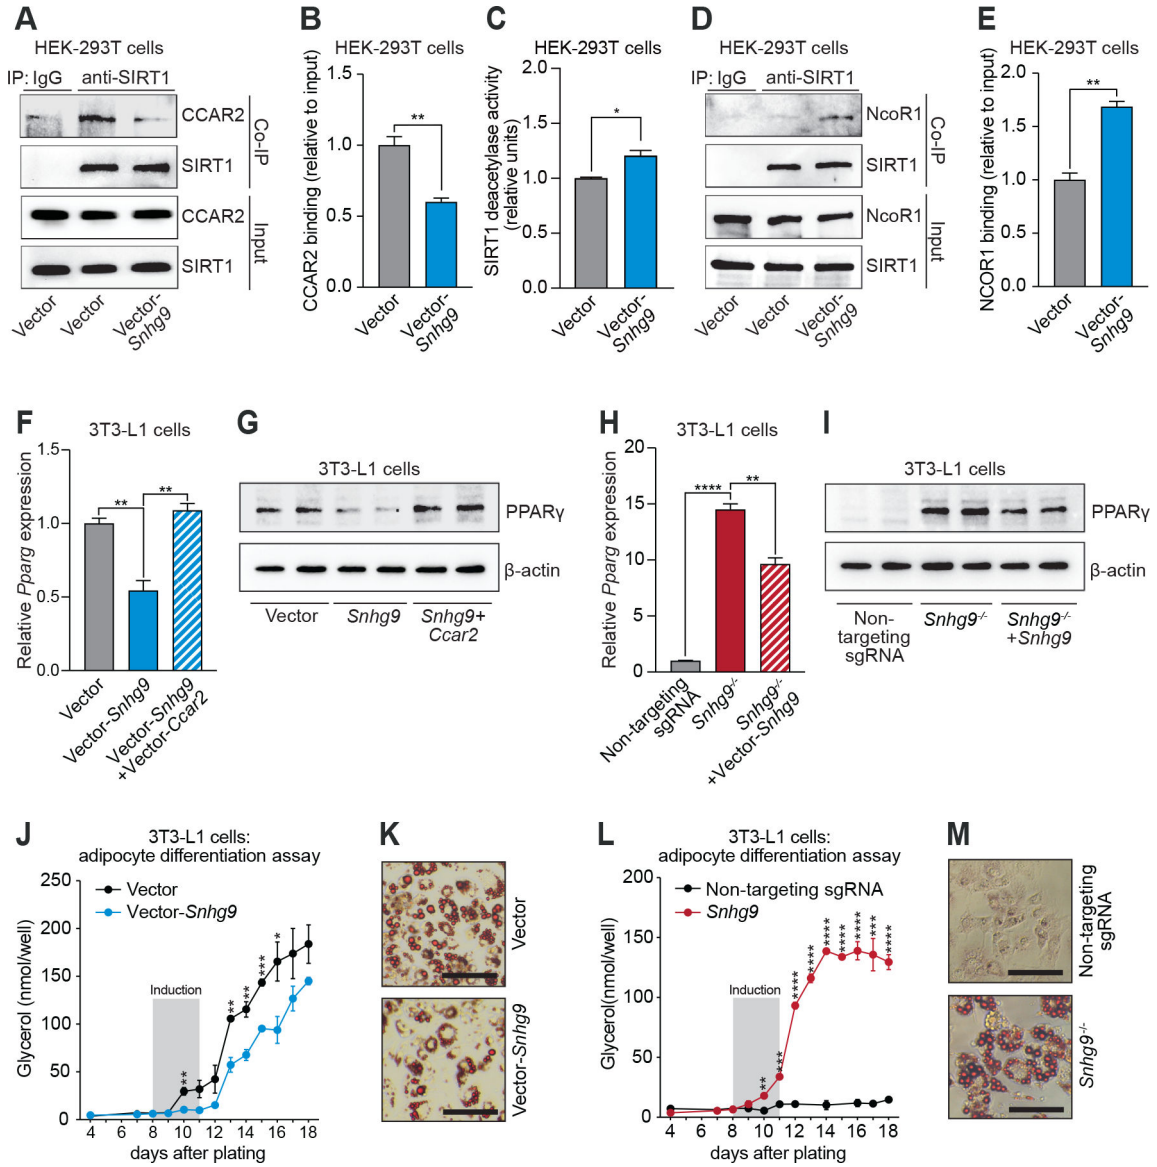 A
HEK-293T cells
IP: IgG anti-SIRT1
CCAR2
SIRT1
Co-IP
CCAR2
SIRT1
Input
Vector
Vector
Vector-
Snhg9
B
HEK-293T cells
CCAR2 binding (relative to input)
1.5
1.0
0.5
0.0
**
Vector
Vector-
Snhg9
C
HEK-293T cells
SIRT1 deacetylase activity
(relative units)
2.0
1.5
1.0
0.5
0.0
*
Vector
Vector-
Snhg9
D
HEK-293T cells
IP: IgG anti-SIRT1
NcoR1
SIRT1
Co-IP
NcoR1
SIRT1
Input
Vector
Vector
Vector-
Snhg9
E
HEK-293T cells
NCOR1 binding (relative to input)
2.0
1.5
1.0
0.5
0.0
**
Vector
Vector-
Snhg9
F
3T3-L1 cells
Relative Pparg expression
1.5
1.0
0.5
0.0
**
**
Vector
Vector-Snhg9
Vector-Snhg9
+Vector-Ccar2
G
3T3-L1 cells
PPARγ
β-actin
Vector
Snhg9
Snhg9+
Ccar2
H
3T3-L1 cells
Relative Pparg expression
20
15
10
5
0
****
**
Non-targeting
sgRNA
Snhg9-/-
Snhg9-/-
+Vector-Snhg9
I
3T3-L1 cells
PPARγ
β-actin
Non-
targeting
sgRNA
Snhg9-/-
Snhg9-/-
+Snhg9
J
3T3-L1 cells:
adipocyte differentiation assay
Glycerol (nmol/well)
250
200
150
100
50
0
Vector
Vector-Snhg9
Induction
**
**
**
***
*
4 6 8 10 12 14 16 18
days after plating
K
Vector
Vector-Snhg9
L
3T3-L1 cells:
adipocyte differentiation assay
Glycerol(nmol/well)
200
150
100
50
0
Non-targeting sgRNA
Snhg9
Induction
**
***
****
****
****
****
****
***
****
4 6 8 10 12 14 16 18
days after plating
M
Non-targeting
sgRNA
Snhg9-/-